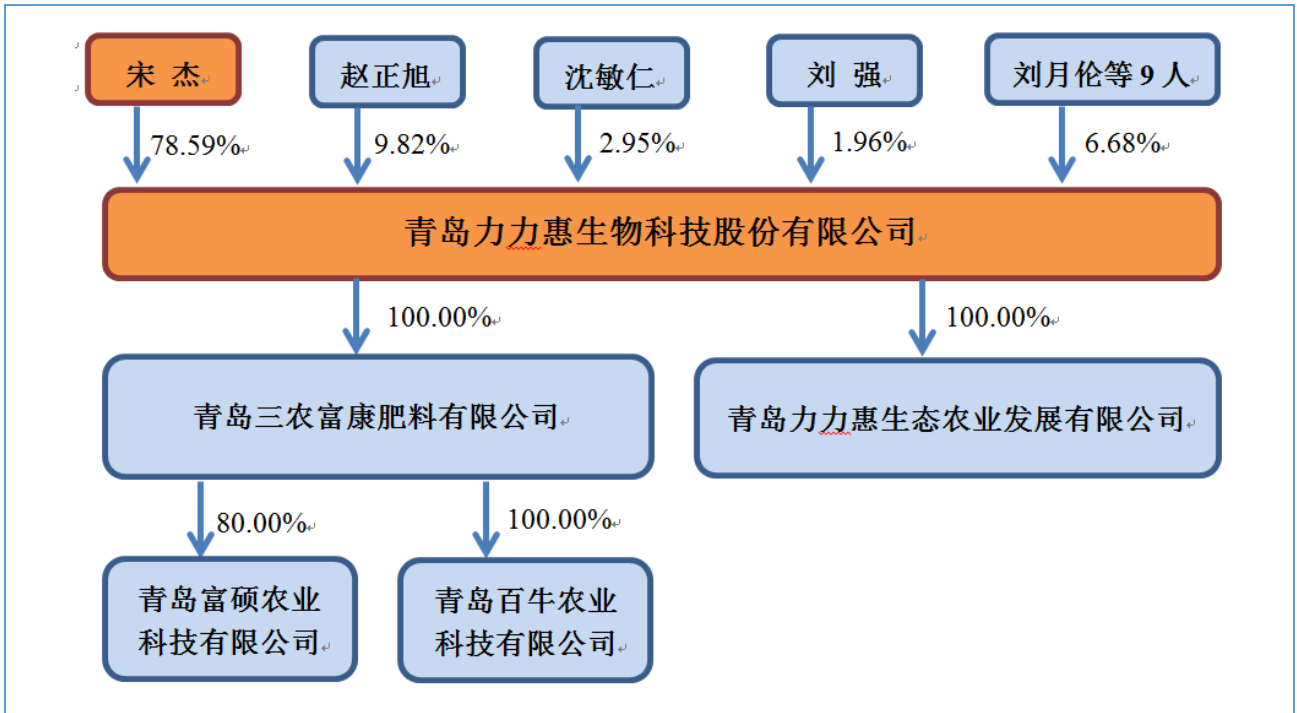 宋 杰
赵正旭
沈敏仁
刘 强
刘月伦等 9 人
78.59%
9.82%
2.95%
1.96%
6.68%
青岛力力惠生物科技股份有限公司
100.00%
100.00%
青岛三农富康肥料有限公司
青岛力力惠生态农业发展有限公司
80.00%
100.00%
青岛富硕农业
科技有限公司
青岛百牛农业
科技有限公司